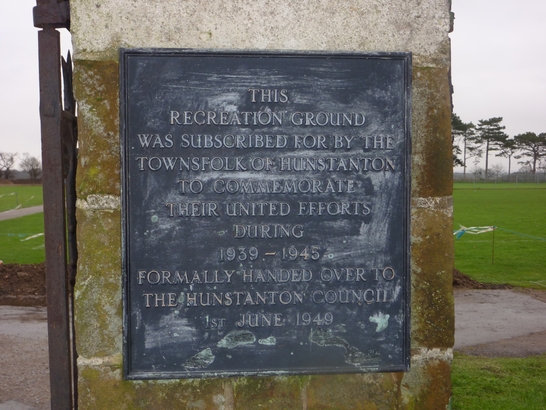 THIS
RECREATION GROUND
WAS SUBSCRIBED FOR BY THE
TOWNSFOLK OF HUNSTANTON
TO COMMEMORATE
THEIR UNITED EFFORTS
DURING
1939 - 1945
FORMALLY HANDED OVER TO
THE HUNSTANTON COUNCIL
1ST JUNE 1949